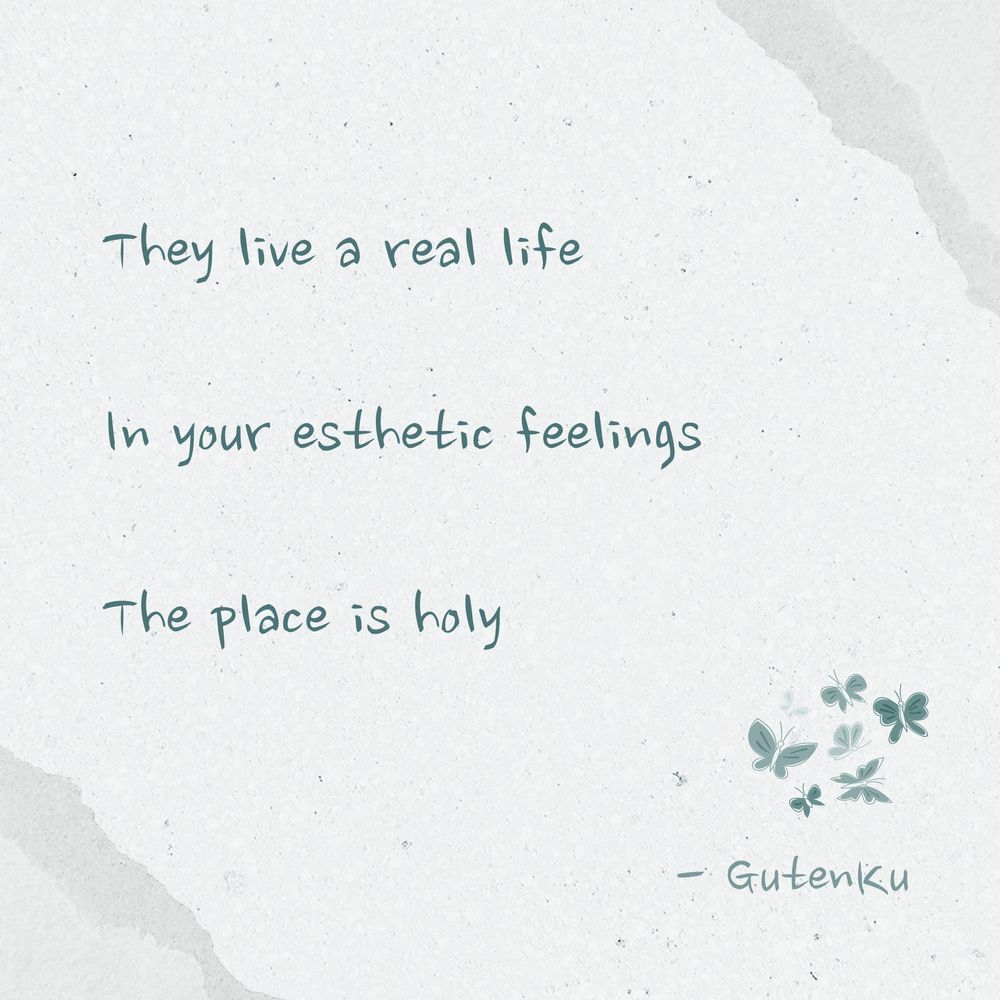 They live a real life
In your esthetic feelings
The place is holy
- GutenKu